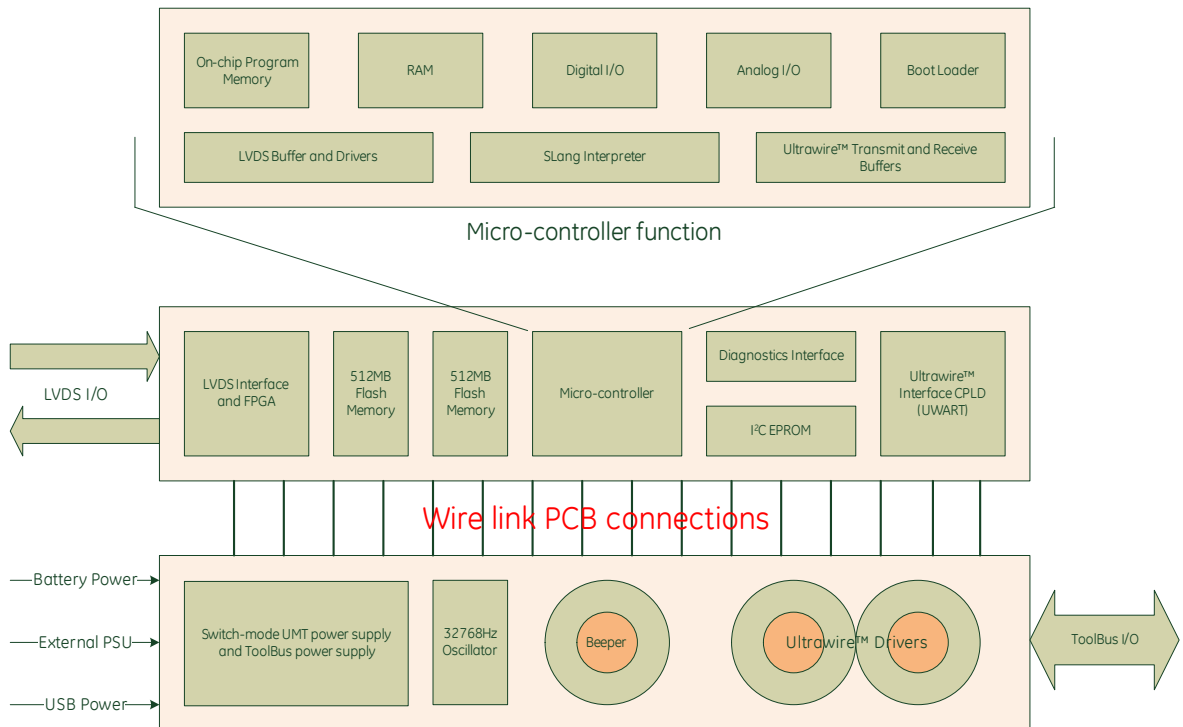 On-chip Program
Memory
RAM
Digital I/O
Analog I/O
Boot Loader
LVDS Buffer and Drivers
SLang Interpreter
Ultrawire™ Transmit and Receive
Buffers
Micro-controller function
LVDS I/O
LVDS Interface
and FPGA
512MB
Flash
Memory
512MB
Flash
Memory
Micro-controller
Diagnostics Interface
I²C EPROM
Ultrawire™
Interface CPLD
(UWART)
Wire link PCB connections
Battery Power
External PSU
USB Power
Switch-mode UMT power supply
and ToolBus power supply
32768Hz
Oscillator
Beeper
Ultrawire™ Drivers
ToolBus I/O